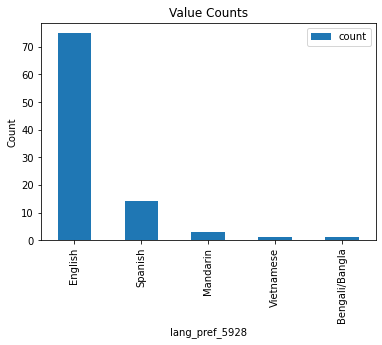 Value Counts
count
Count
70
60
50
40
30
20
10
0
English
Spanish
Mandarin
Vietnamese
Bengali/Bangla
lang_pref_5928